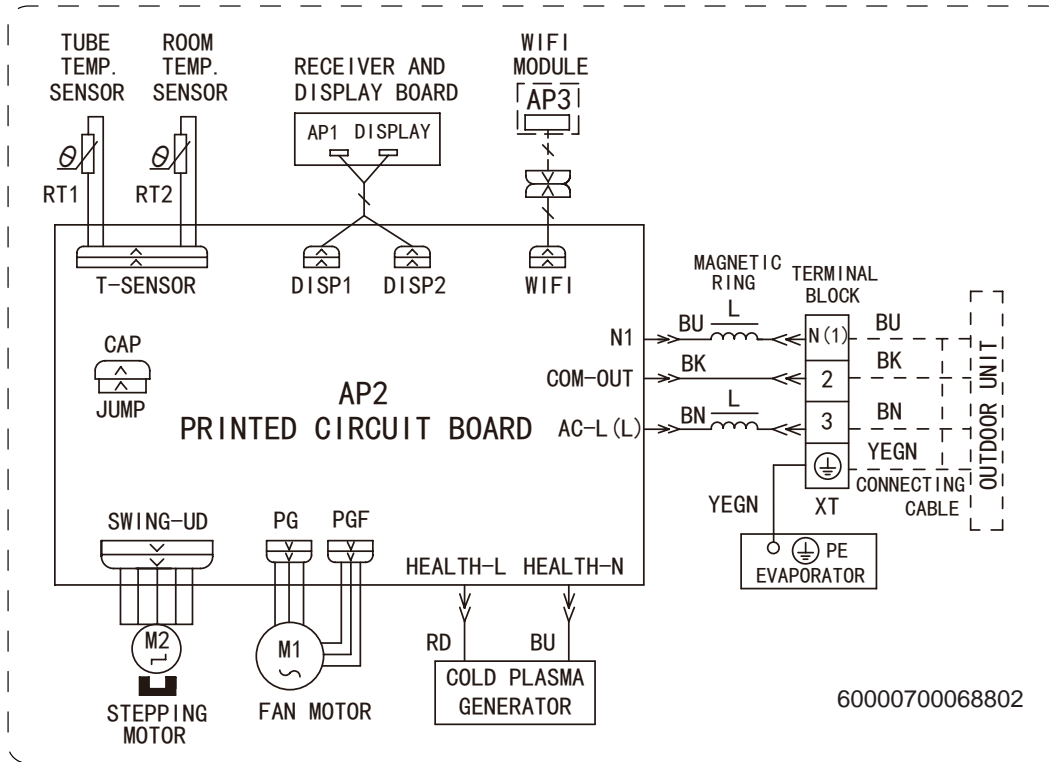 TUBE
TEMP.
SENSOR
ROOM
TEMP.
SENSOR
RECEIVER AND
DISPLAY BOARD
WIFI
MODULE
AP3
AP1 DISPLAY
θ
RT1
θ
RT2
T-SENSOR
DISP1
DISP2
WIFI
MAGNETIC
RING
TERMINAL
BLOCK
N1
BU
L
N(1)
BU
CAP
JUMP
COM-OUT
BK
2
BK
AP2
PRINTED CIRCUIT BOARD
AC-L(L)
BN
L
3
BN
YEGN
OUTDOOR UNIT
CONNECTING
CABLE
XT
YEGN
SWING-UD
PG
PGF
HEALTH-L HEALTH-N
PE
EVAPORATOR
M2
M1
RD
BU
STEPPING
MOTOR
FAN MOTOR
COLD PLASMA
GENERATOR
60000700068802